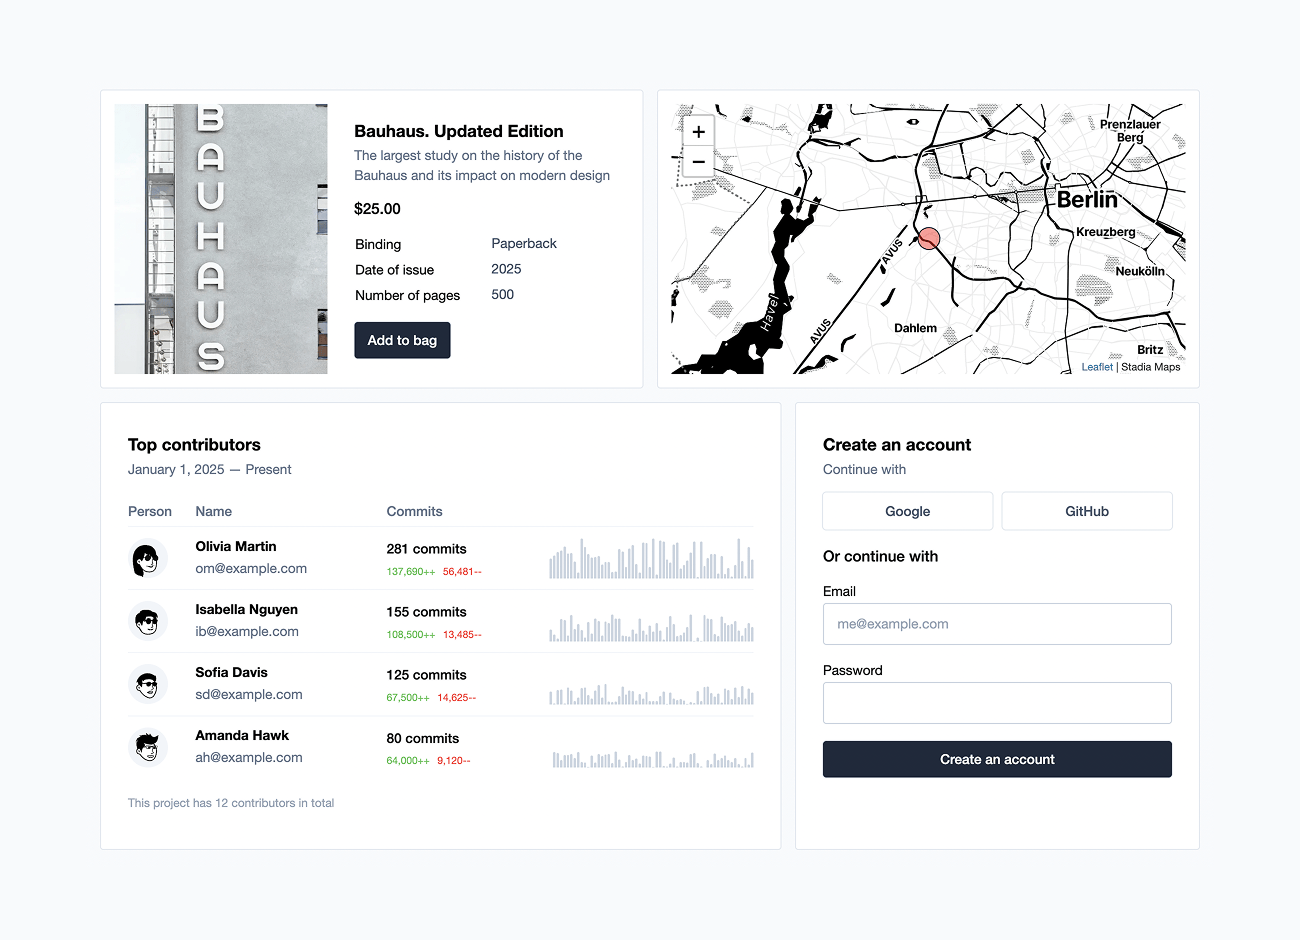 BAUHAUS
Bauhaus. Updated Edition
The largest study on the history of the
Bauhaus and its impact on modern design
$25.00
Binding Paperback
Date of issue 2025
Number of pages 500
Add to bag
+
−
Prenzlauer
Berg
Berlin
Kreuzberg
AVUS
Neukölln
Havel
AVUS
Dahlem
Britz
Leaflet | Stadia Maps
Top contributors
January 1, 2025 — Present
Person Name Commits
Olivia Martin 281 commits
om@example.com 137,690++ 56,481--
Isabella Nguyen 155 commits
ib@example.com 108,500++ 13,485--
Sofia Davis 125 commits
sd@example.com 67,500++ 14,625--
Amanda Hawk 80 commits
ah@example.com 64,000++ 9,120--
This project has 12 contributors in total
Create an account
Continue with
Google GitHub
Or continue with
Email
me@example.com
Password
Create an account